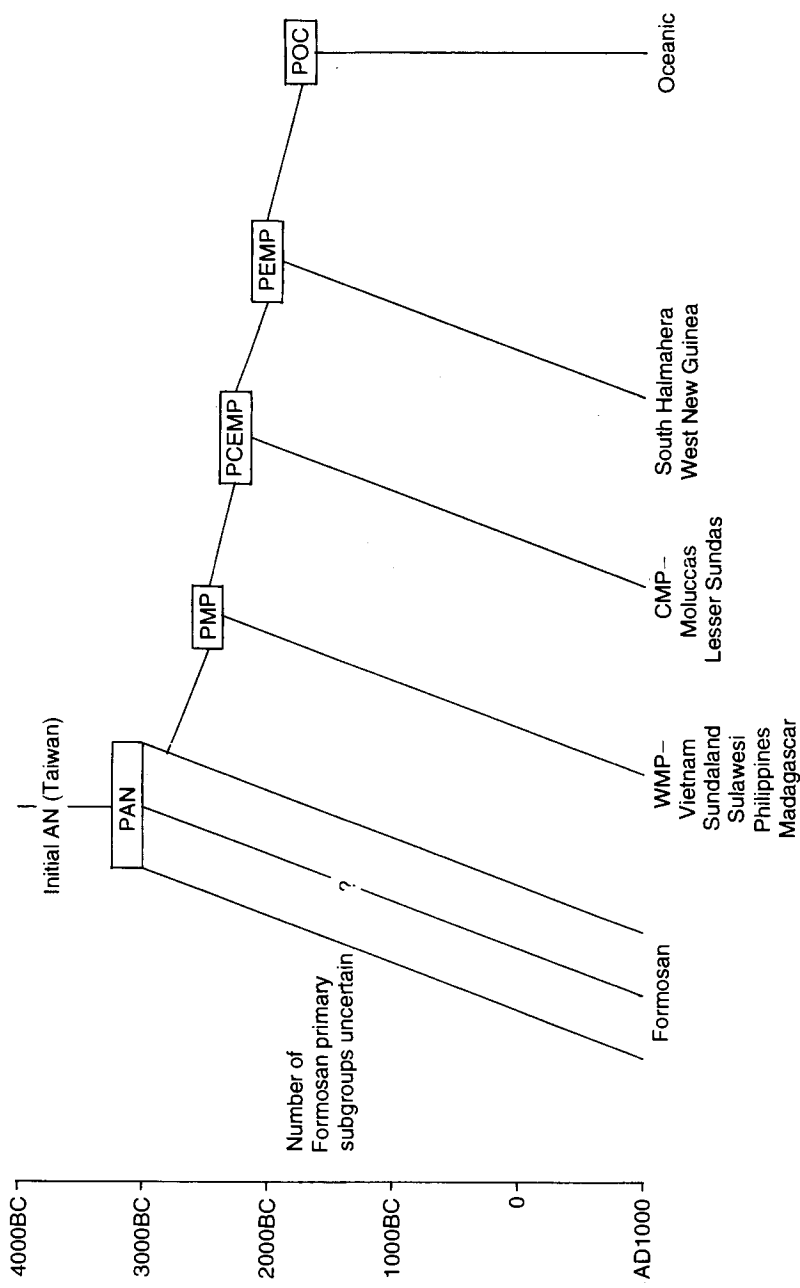 4000BC
3000BC
2000BC
1000BC
0
AD1000
Initial AN (Taiwan)
PAN
PMP
PCEMP
PEMP
POC
?
Number of
Formosan primary
subgroups uncertain
Formosan
WMP–
Vietnam
Sundaland
Sulawesi
Philippines
Madagascar
CMP–
Moluccas
Lesser Sundas
South Halmahera
West New Guinea
Oceanic